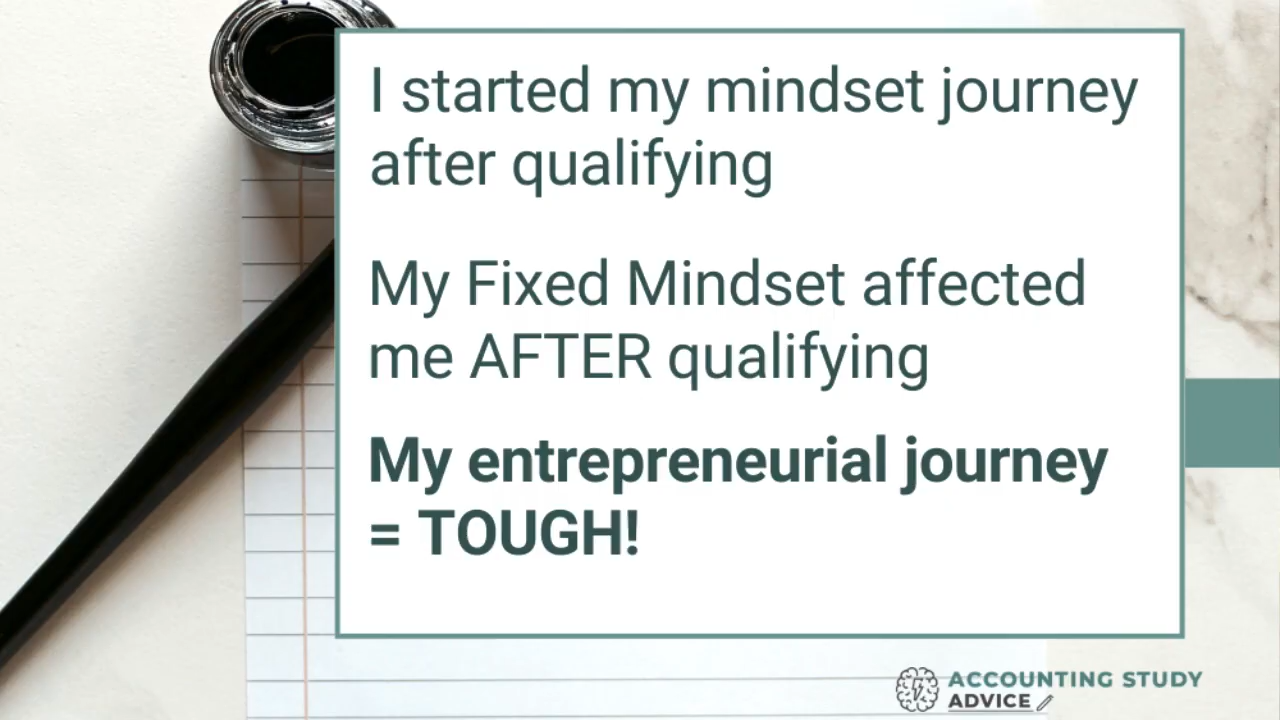 I started my mindset journey
after qualifying
My Fixed Mindset affected
me AFTER qualifying
My entrepreneurial journey
= TOUGH!
ACCOUNTING STUDY
ADVICE